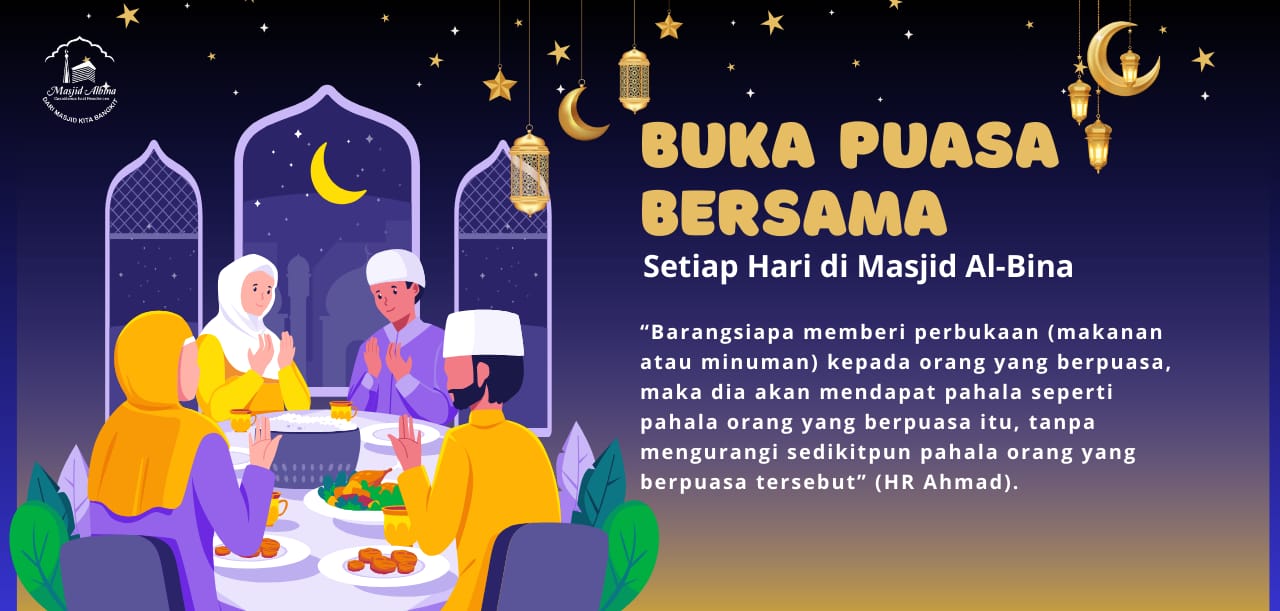 Masjid Albina
DARI MASJID KITA BANGKIT
BUKA PUASA
BERSAMA
Setiap Hari di Masjid Al-Bina
“Barangsiapa memberi perbukaan (makanan
atau minuman) kepada orang yang berpuasa,
maka dia akan mendapat pahala seperti
pahala orang yang berpuasa itu, tanpa
mengurangi sedikitpun pahala orang yang
berpuasa tersebut” (HR Ahmad).